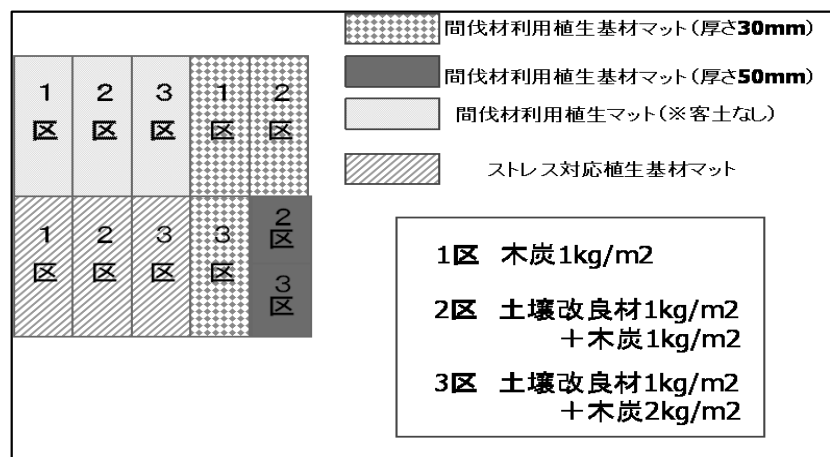 間伐材利用植生基材マット(厚さ30mm)
間伐材利用植生基材マット(厚さ50mm)
間伐材利用植生マット(※客土なし)
ストレス対応植生基材マット
1区 2区 3区 1区 2区
1区 2区 3区 3区 2区
3区
1区 木炭1kg/m2
2区 土壌改良材1kg/m2
+木炭1kg/m2
3区 土壌改良材1kg/m2
+木炭2kg/m2